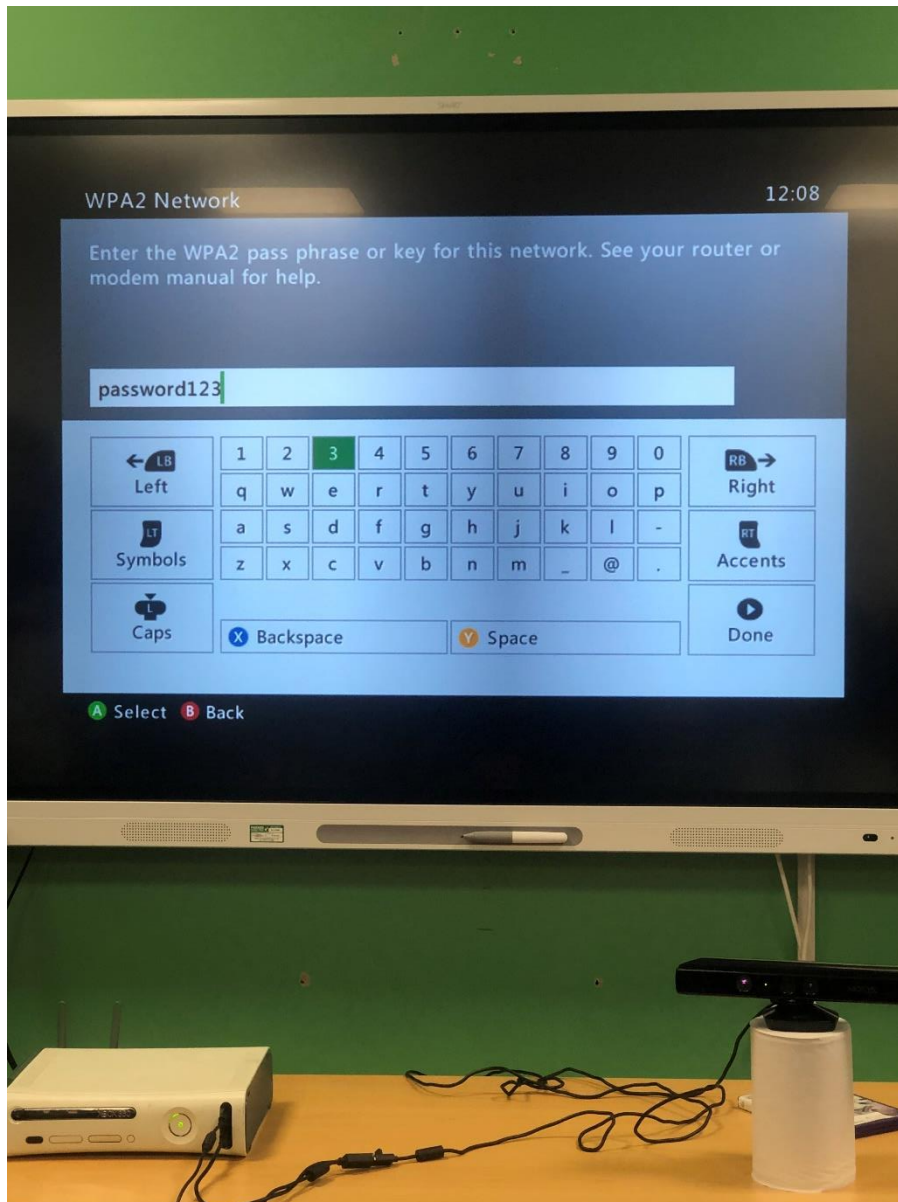 SMART
WPA2 Network
12:08
Enter the WPA2 pass phrase or key for this network. See your router or
modem manual for help.
password123
LB
Left
1 2 3 4 5 6 7 8 9 0
RB
Right
q w e r t y u i o p
LT
Symbols
a s d f g h j k l -
RT
Accents
z x c v b n m _ @ .
L
Caps
X Backspace
Y Space
Done
A Select B Back